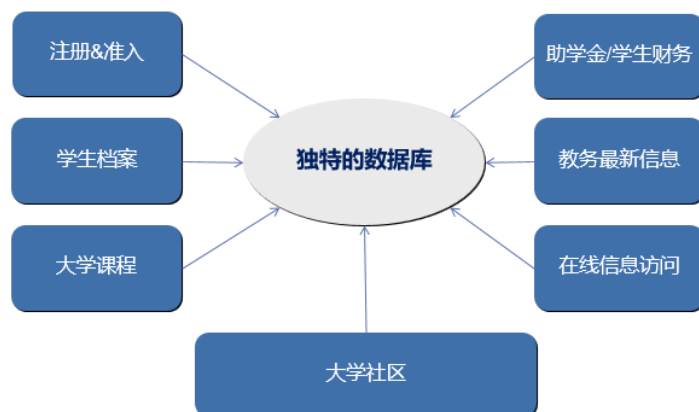 注册&准入
助学金/学生财务
独特的数据库
学生档案
教务最新信息
大学课程
在线信息访问
大学社区